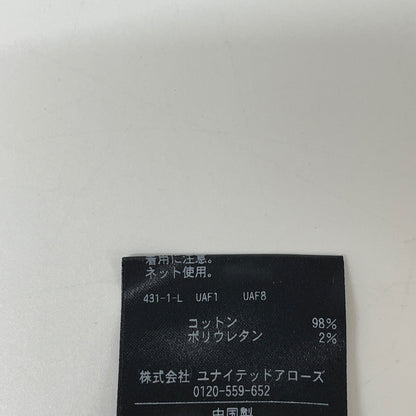 着用に注意。
ネット使用。
431-1-L UAF1 UAF8
コットン 98%
ポリウレタン 2%
株式会社 ユナイテッドアローズ
0120-559-652
中国製